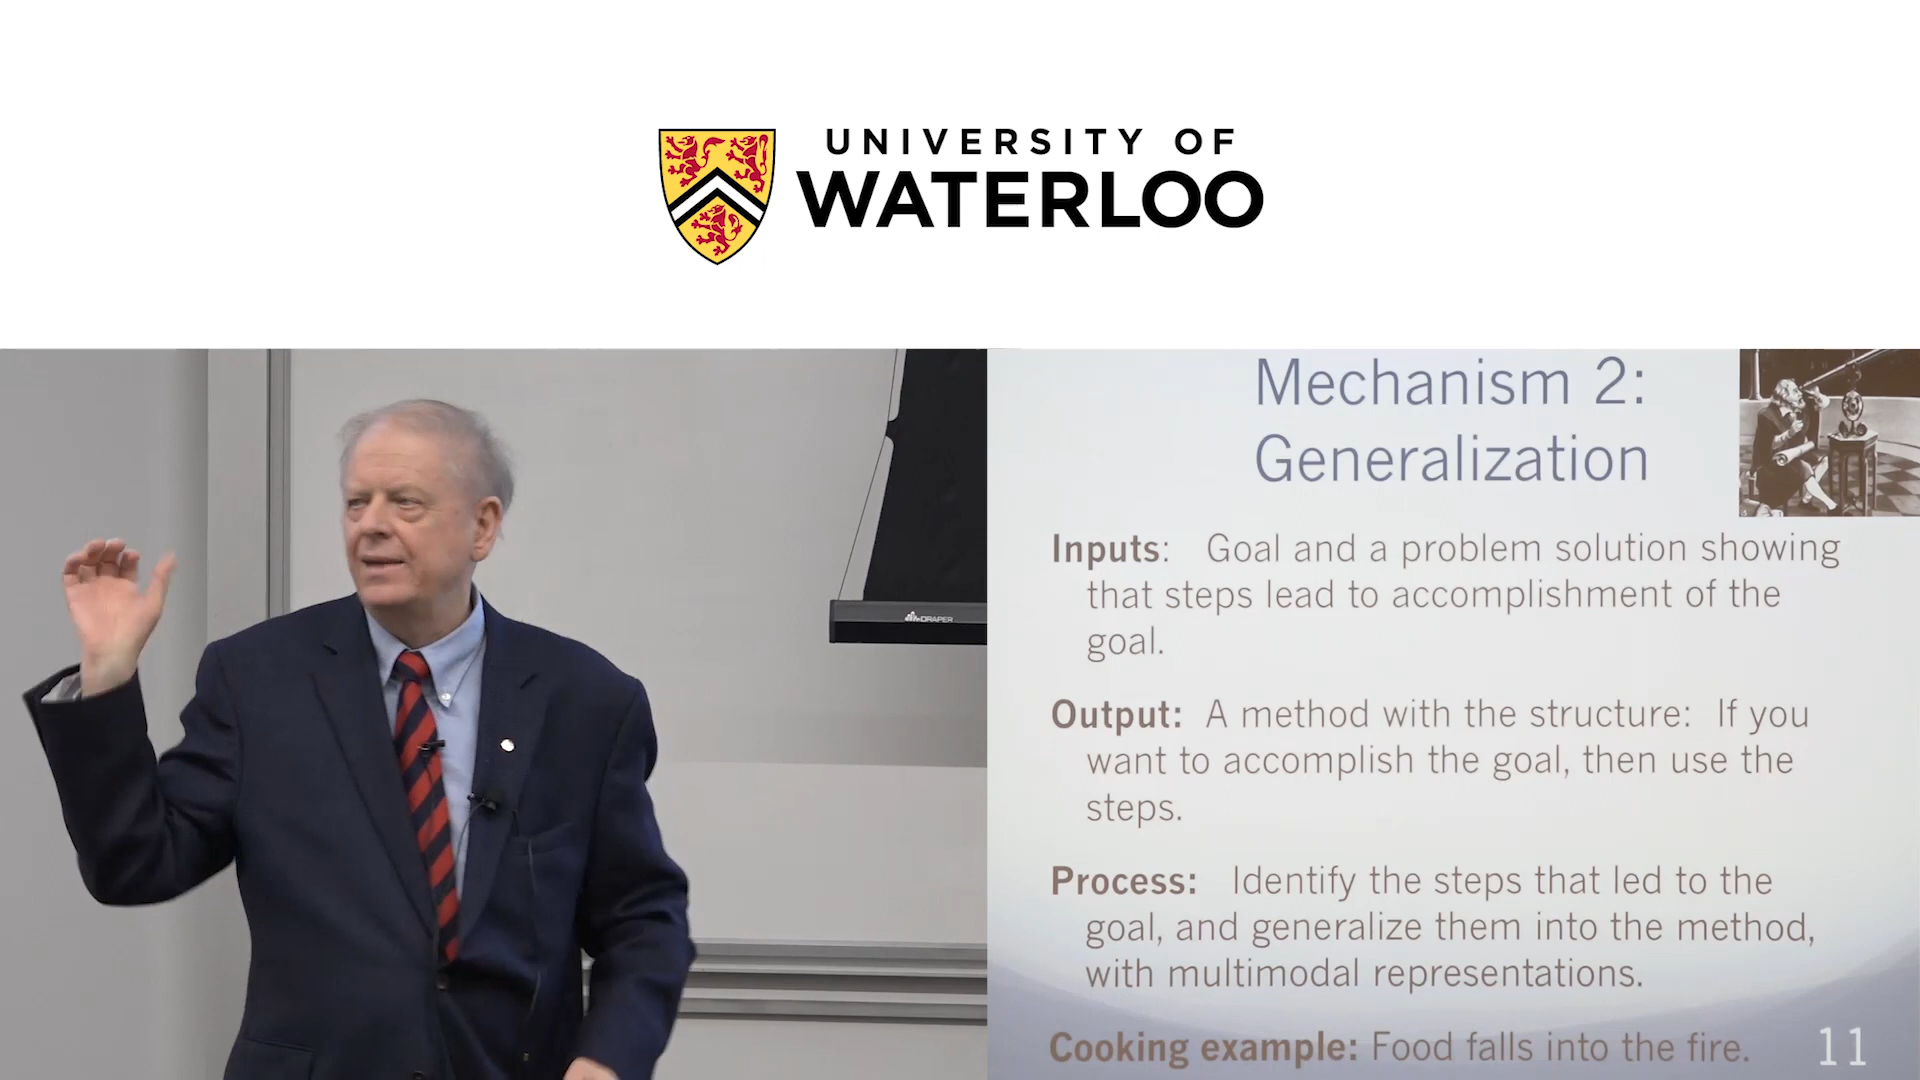 UNIVERSITY OF
WATERLOO
DRAPER
Mechanism 2:
Generalization
Inputs: Goal and a problem solution showing
that steps lead to accomplishment of the
goal.
Output: A method with the structure: If you
want to accomplish the goal, then use the
steps.
Process: Identify the steps that led to the
goal, and generalize them into the method,
with multimodal representations.
Cooking example: Food falls into the fire.
11